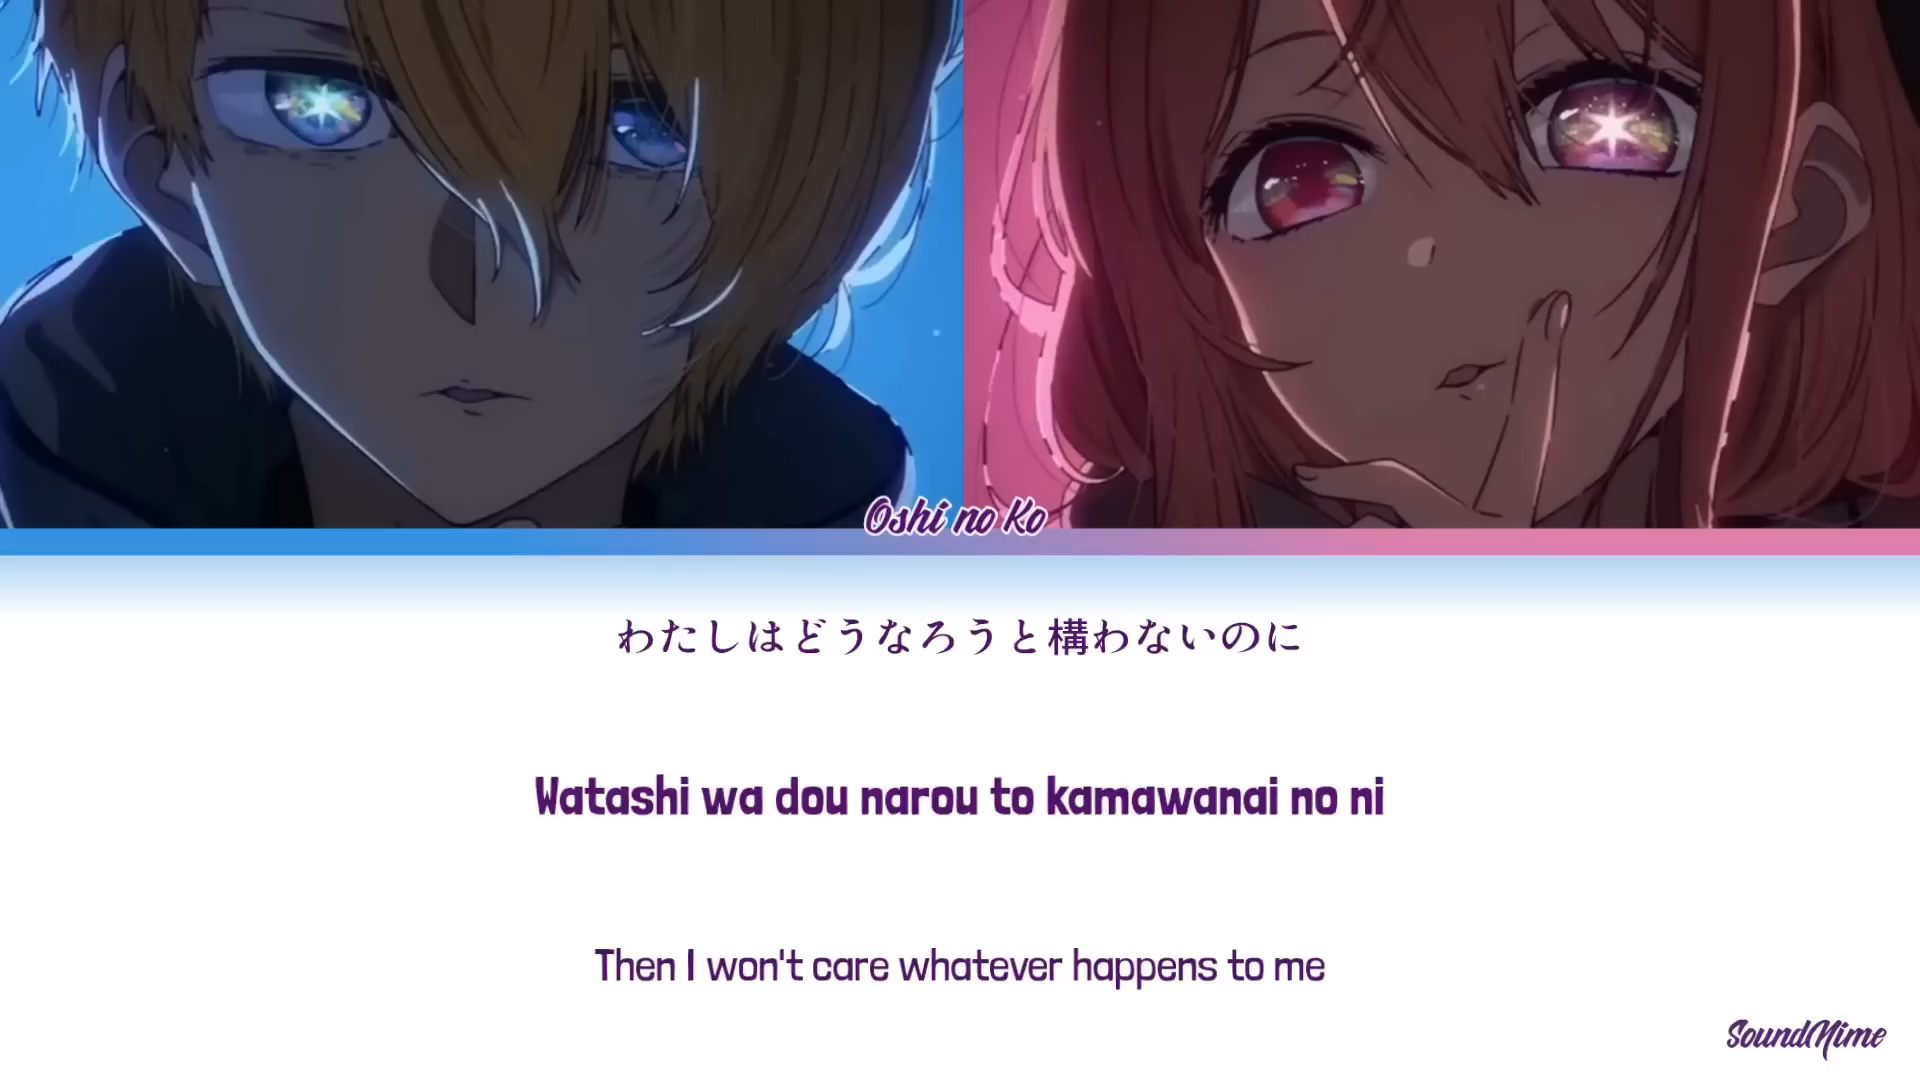 Oshi no Ko
わたしはどうなろうと構わないのに
Watashi wa dou narou to kamawanai no ni
Then I won't care whatever happens to me
SoundMime